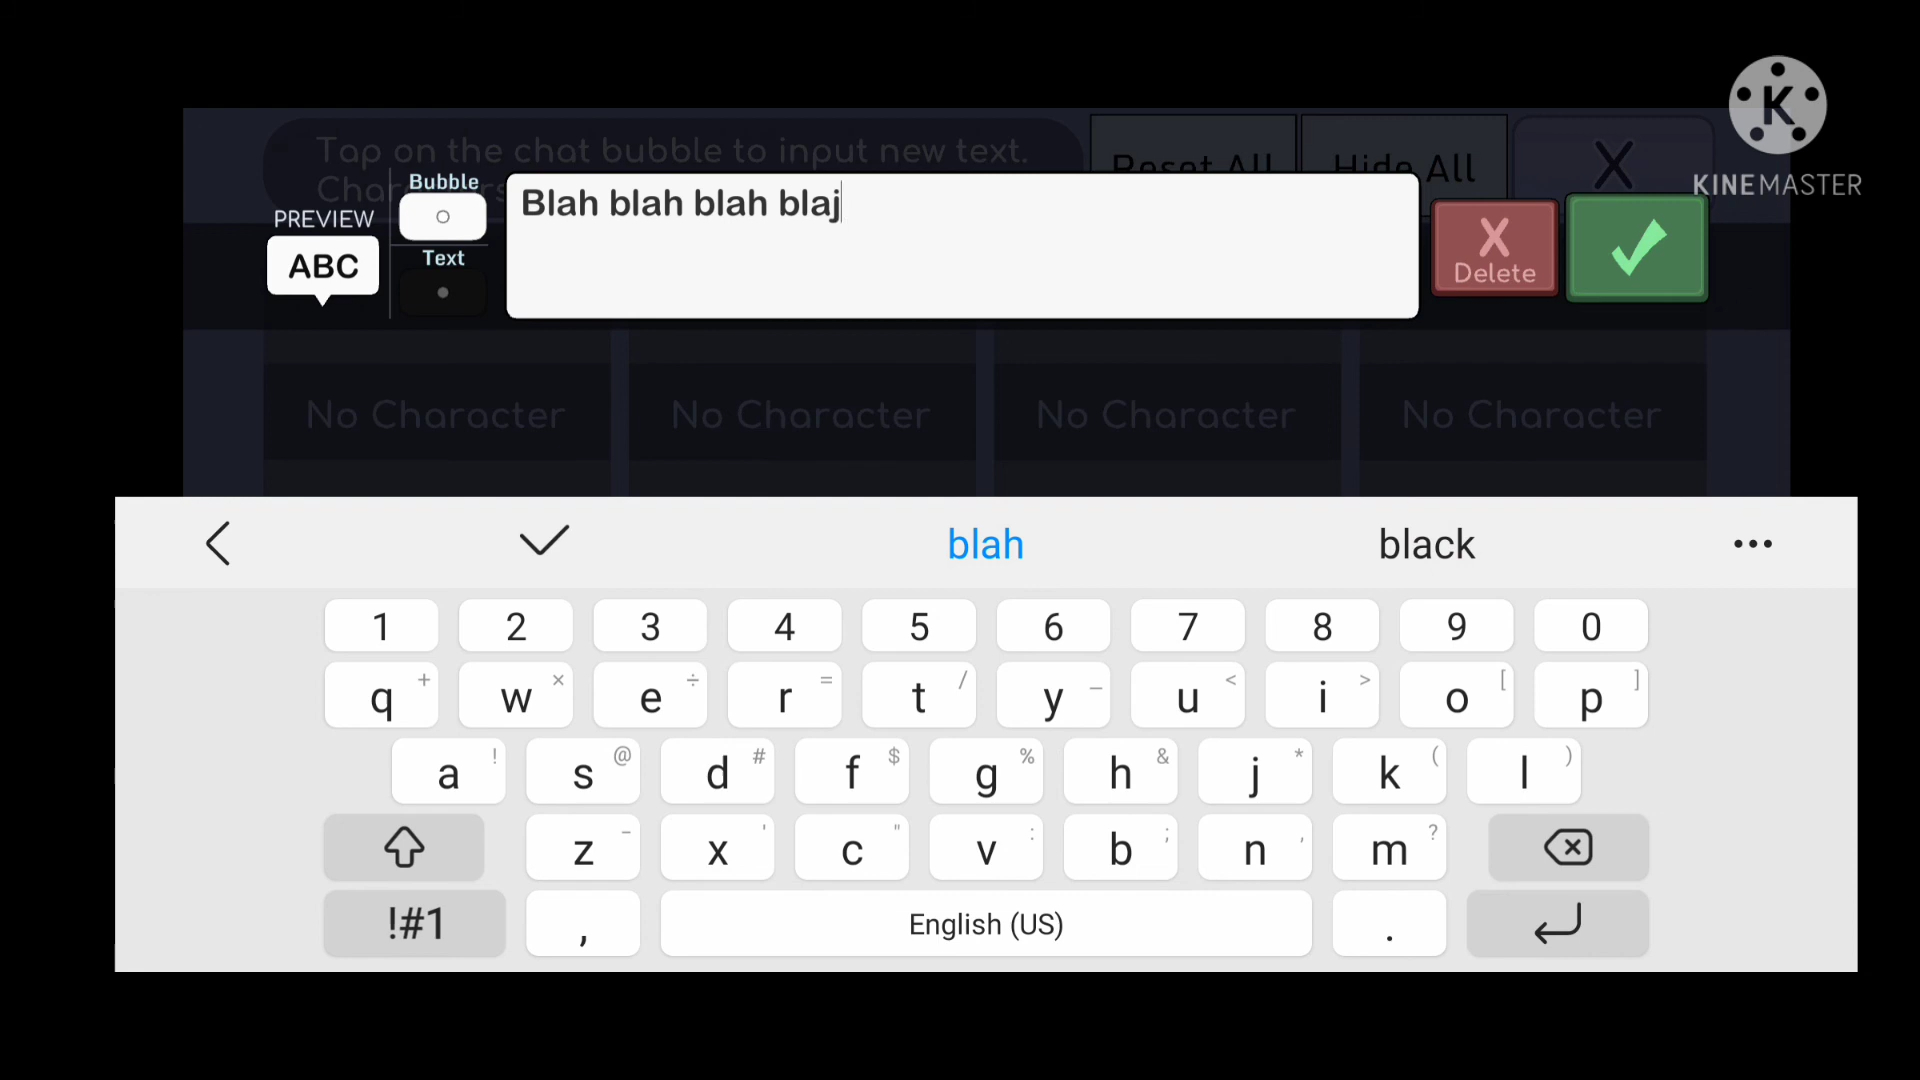 Tap on the chat bubble to input new text.
Reset All
Hide All
X
K
KINEMASTER
Bubble
PREVIEW
ABC
Text
Blah blah blah blaj
X
Delete
No Character
No Character
No Character
No Character
blah
black
1 2 3 4 5 6 7 8 9 0
q + w × e ÷ r = t / y _ u < i > o [ p ]
a ! s @ d # f $ g % h & j * k ( l )
z - x ' c " v : b ; n , m ?
!#1 , English (US) .